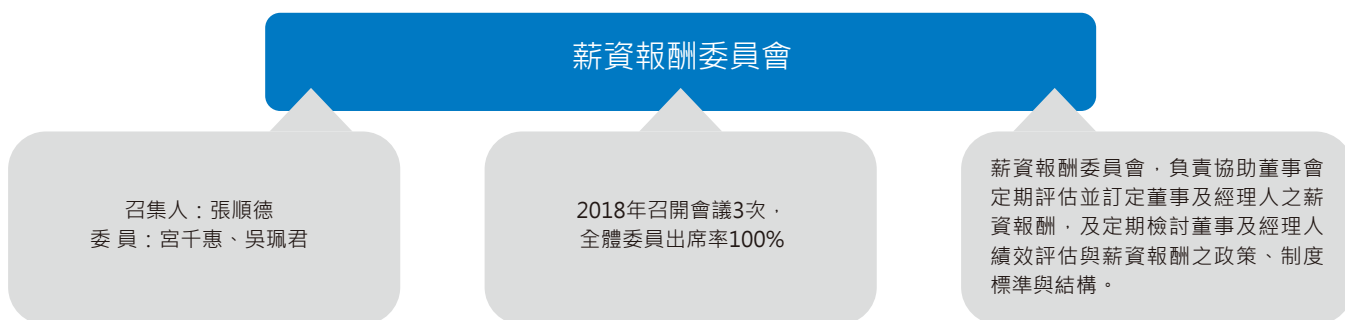 薪資報酬委員會
召集人：張順德
委 員：宮千惠、吳珮君
2018年召開會議3次，
全體委員出席率100%
薪資報酬委員會，負責協助董事會
定期評估並訂定董事及經理人之薪
資報酬，及定期檢討董事及經理人
績效評估與薪資報酬之政策、制度
標準與結構。